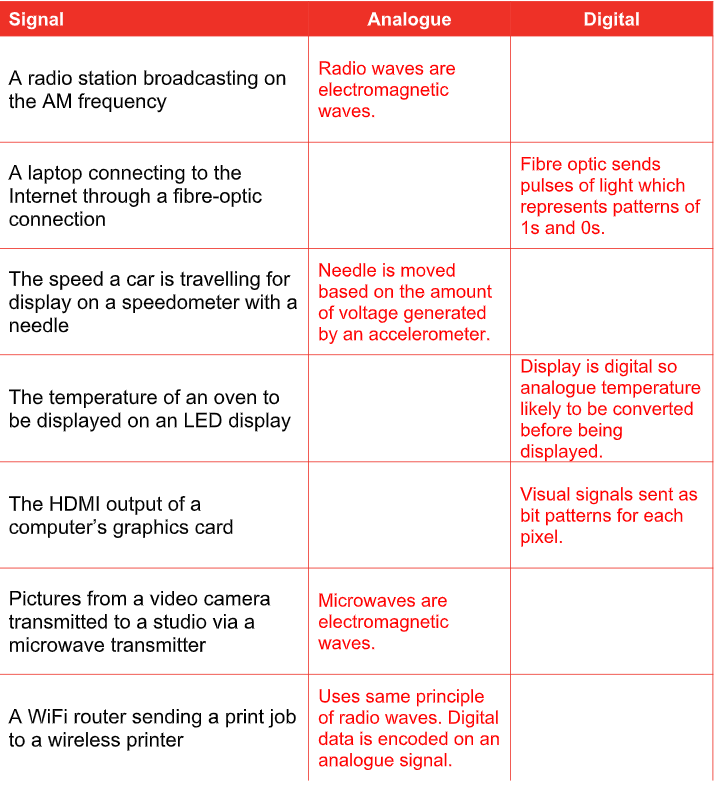 Signal
Analogue
Digital
A radio station broadcasting on
the AM frequency
Radio waves are
electromagnetic
waves.
A laptop connecting to the
Internet through a fibre-optic
connection
Fibre optic sends
pulses of light which
represents patterns of
1s and 0s.
The speed a car is travelling for
display on a speedometer with a
needle
Needle is moved
based on the amount
of voltage generated
by an accelerometer.
The temperature of an oven to
be displayed on an LED display
Display is digital so
analogue temperature
likely to be converted
before being
displayed.
The HDMI output of a
computer’s graphics card
Visual signals sent as
bit patterns for each
pixel.
Pictures from a video camera
transmitted to a studio via a
microwave transmitter
Microwaves are
electromagnetic
waves.
A WiFi router sending a print job
to a wireless printer
Uses same principle
of radio waves. Digital
data is encoded on an
analogue signal.